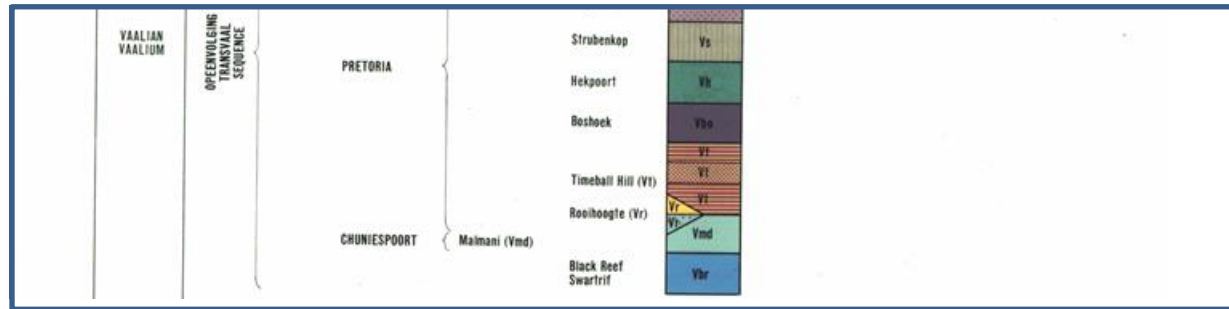 VAALIAN
VAALIUM
OPEENVOLGING
TRANSVAAL
SEQUENCE
PRETORIA
CHUNIESPOORT
Malmani (Vmd)
Strubenkop
Hekpoort
Boshoek
Timeball Hill (Vt)
Rooihoogte (Vr)
Black Reef
Swartrif
Vs
Vh
Vbo
Vt
Vt
Vt
Vr
Vr
Vmd
Vbr